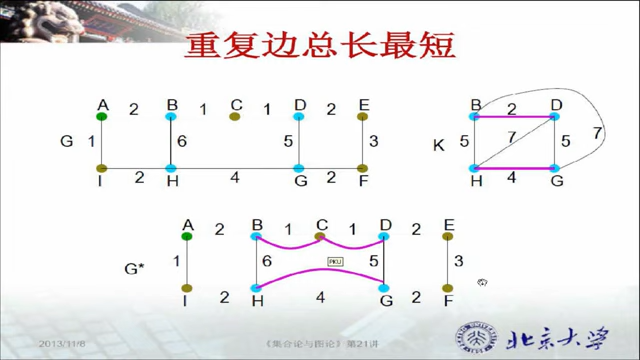 重复边总长最短
A 2 B 1 C 1 D 2 E
G 1 6 5 3
I 2 H 4 G 2 F
B 2 D
K 5 7 5 7
H 4 G
A 2 B 1 C 1 D 2 E
G* 1 6 PKU 5 3
I 2 H 4 G 2 F
2013/11/8 《集合论与图论》第21讲 北京大学